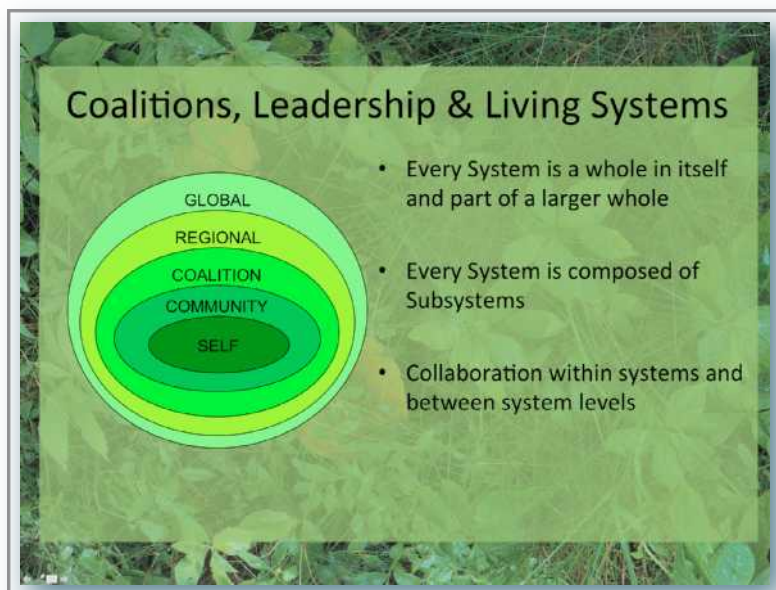 Coalitions, Leadership & Living Systems
GLOBAL
REGIONAL
COALITION
COMMUNITY
SELF
• Every System is a whole in itself
and part of a larger whole
• Every System is composed of
Subsystems
• Collaboration within systems and
between system levels